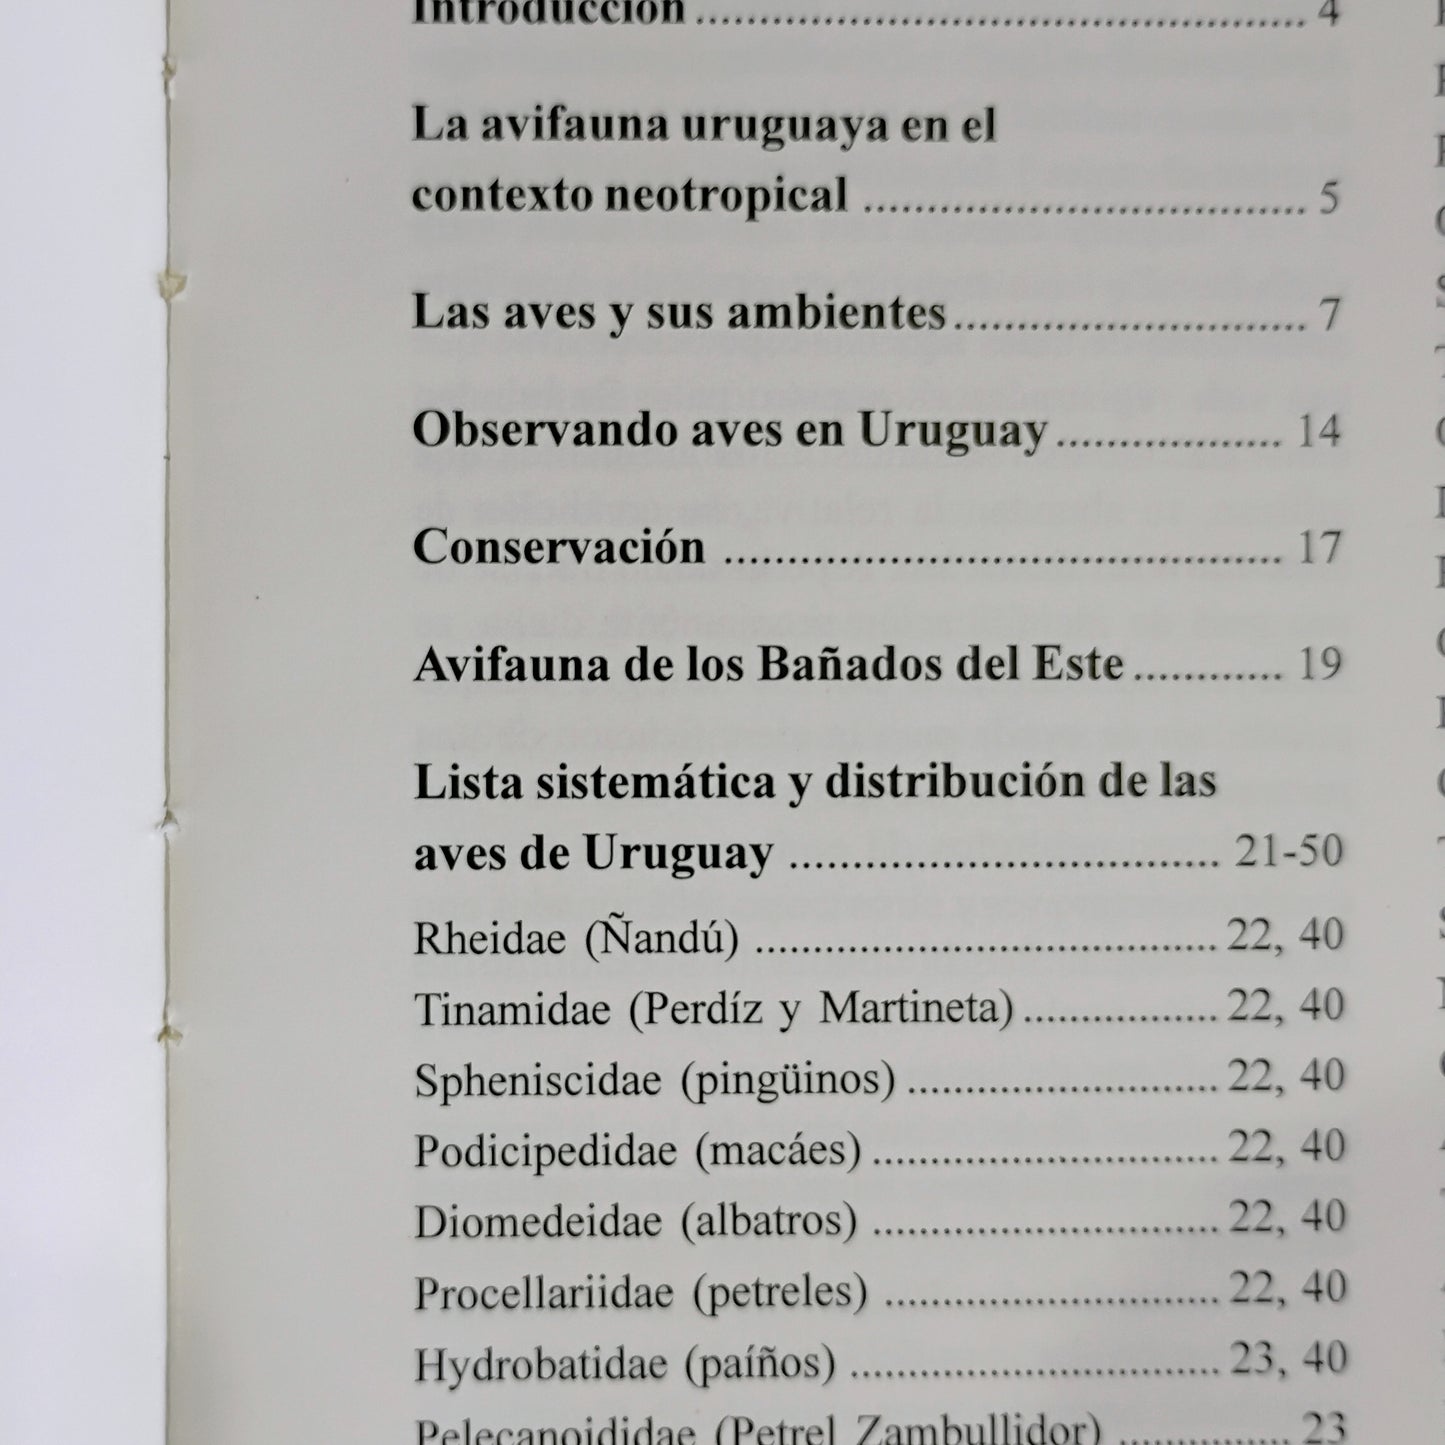 Introducción ........ 4
La avifauna uruguaya en el
contexto neotropical ........ 5
Las aves y sus ambientes ........ 7
Observando aves en Uruguay ........ 14
Conservación ........ 17
Avifauna de los Bañados del Este ........ 19
Lista sistemática y distribución de las
aves de Uruguay ........ 21-50
Rheidae (Ñandú) ........ 22, 40
Tinamidae (Perdíz y Martineta) ........ 22, 40
Spheniscidae (pingüinos) ........ 22, 40
Podicipedidae (macáes) ........ 22, 40
Diomedeidae (albatros) ........ 22, 40
Procellariidae (petreles) ........ 22, 40
Hydrobatidae (paíños) ........ 23, 40
Pelecanoididae (Petrel Zambullidor) ........ 23